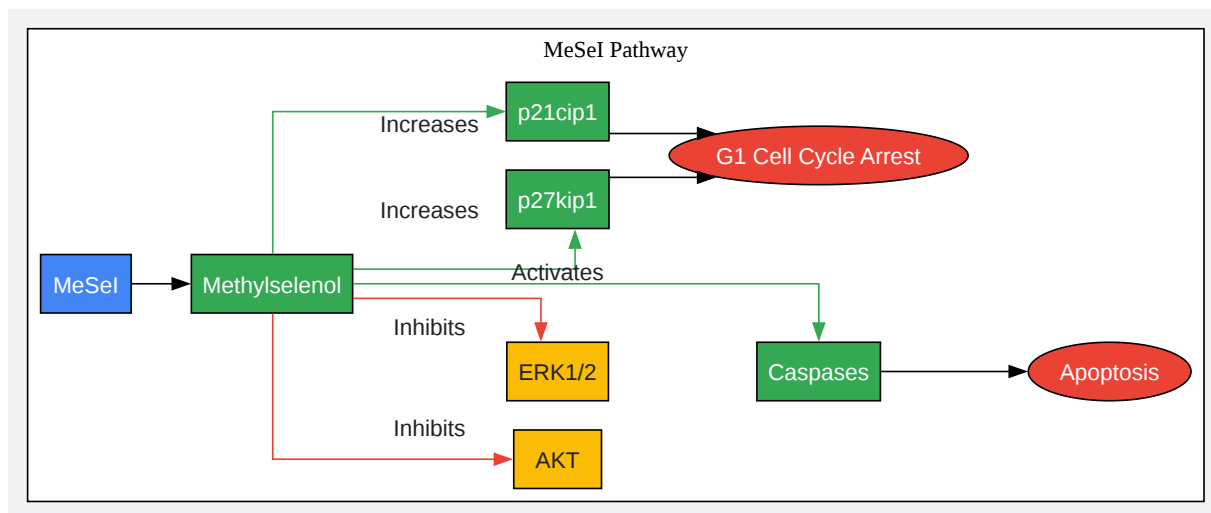 MeSeI Pathway
p21cip1
Increases
G1 Cell Cycle Arrest
p27kip1
Increases
MeSeI
Methylselenol
Activates
Inhibits
ERK1/2
Caspases
Apoptosis
Inhibits
AKT